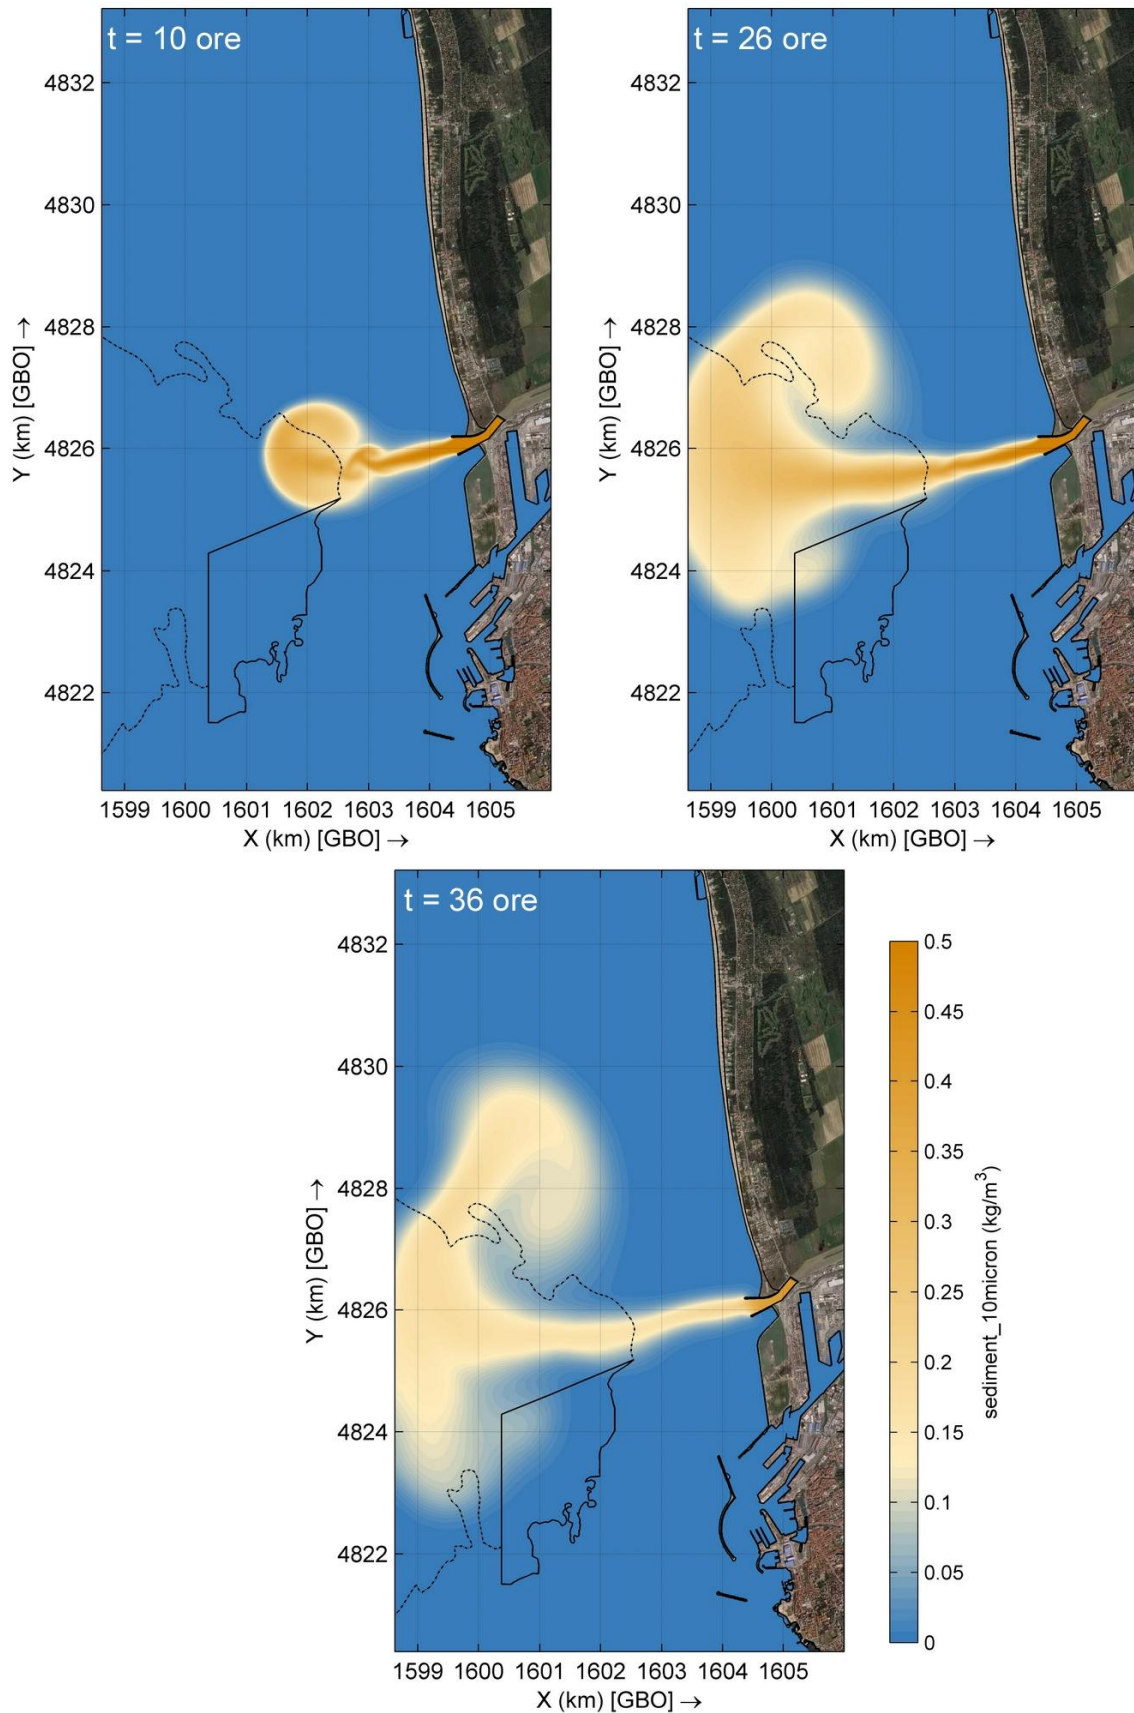 t = 10 ore
4832
4830
4828
4826
4824
4822
Y (km) [GBO] →
1599 1600 1601 1602 1603 1604 1605
X (km) [GBO] →
t = 26 ore
4832
4830
4828
4826
4824
4822
Y (km) [GBO] →
1599 1600 1601 1602 1603 1604 1605
X (km) [GBO] →
t = 36 ore
4832
4830
4828
4826
4824
4822
Y (km) [GBO] →
1599 1600 1601 1602 1603 1604 1605
X (km) [GBO] →
0.5
0.45
0.4
0.35
0.3
0.25
0.2
0.15
0.1
0.05
0
sediment_10micron (kg/m³)